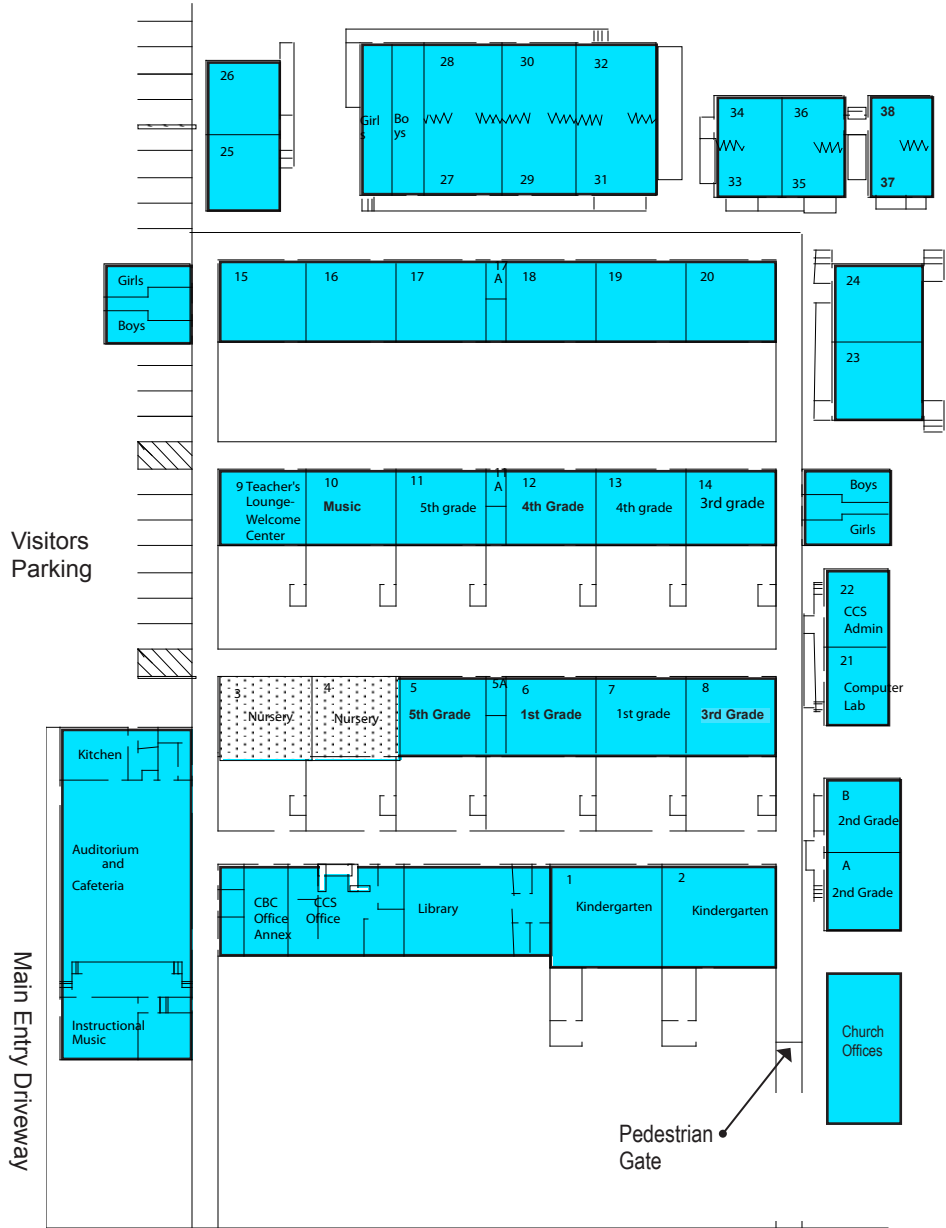 26
25
28
30
32
Girl
s
Bo
ys
27
29
31
34
36
38
33
35
37
Girls
Boys
15
16
17
17
A
18
19
20
24
23
9 Teacher's
Lounge-
Welcome
Center
10
Music
11
5th grade
11
A
12
4th Grade
13
4th grade
14
3rd grade
Boys
Girls
Visitors
Parking
22
CCS
Admin
21
Computer
Lab
3
Nursery
4
Nursery
5
5th Grade
5A
6
1st Grade
7
1st grade
8
3rd Grade
Kitchen
Auditorium
and
Cafeteria
Instructional
Music
B
2nd Grade
A
2nd Grade
CBC
Office
Annex
CCS
Office
Library
1
Kindergarten
2
Kindergarten
Main Entry Driveway
Church
Offices
Pedestrian
Gate